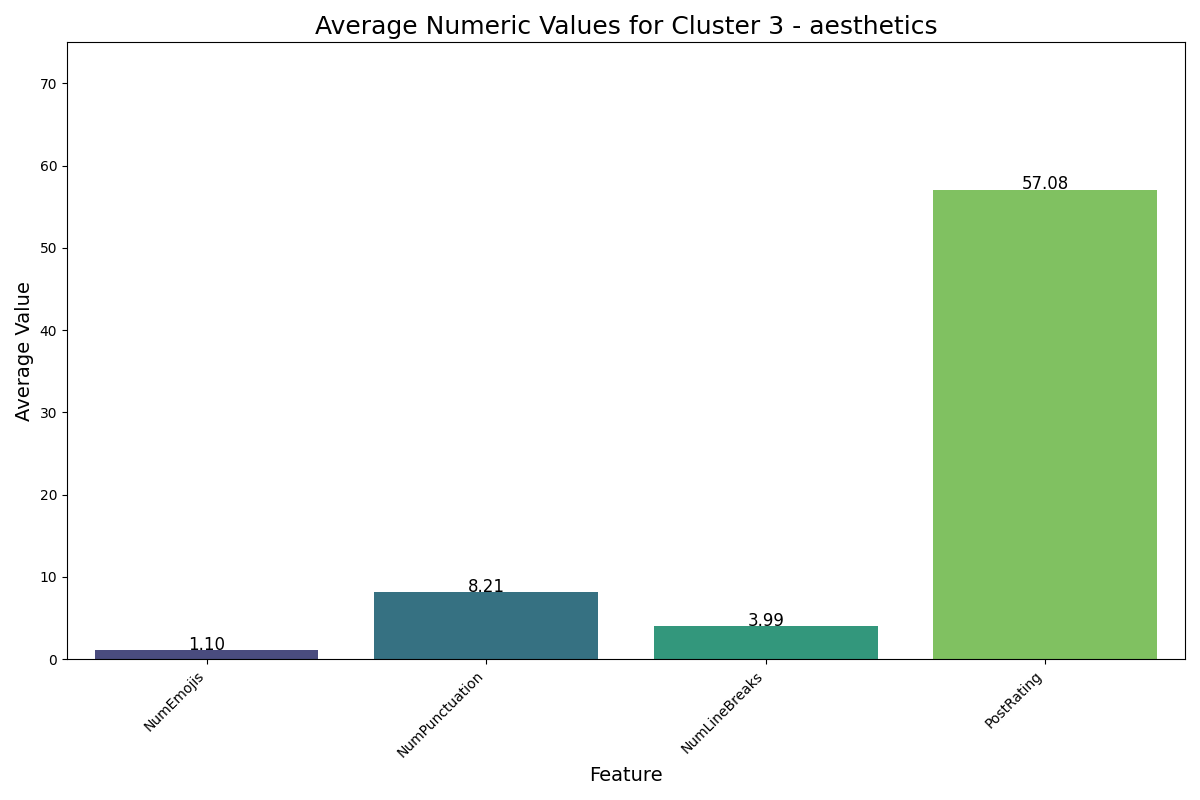 Average Numeric Values for Cluster 3 - aesthetics
Average Value
70
60
50
40
30
20
10
0
1.10
8.21
3.99
57.08
NumEmojis
NumPunctuation
NumLineBreaks
PostRating
Feature